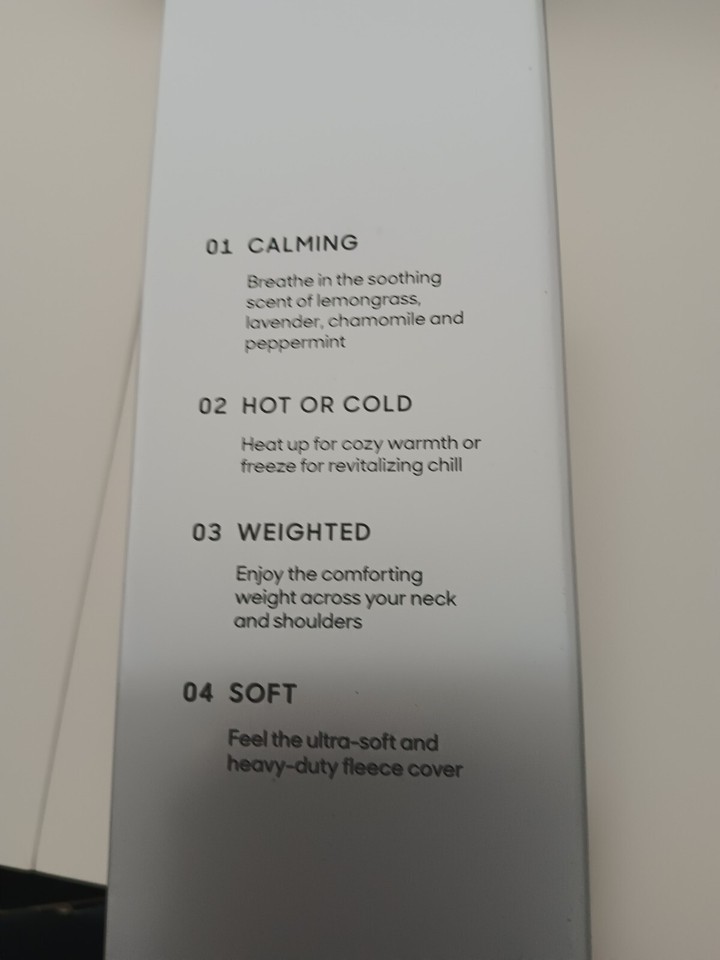 01 CALMING
Breathe in the soothing
scent of lemongrass,
lavender, chamomile and
peppermint
02 HOT OR COLD
Heat up for cozy warmth or
freeze for revitalizing chill
03 WEIGHTED
Enjoy the comforting
weight across your neck
and shoulders
04 SOFT
Feel the ultra-soft and
heavy-duty fleece cover